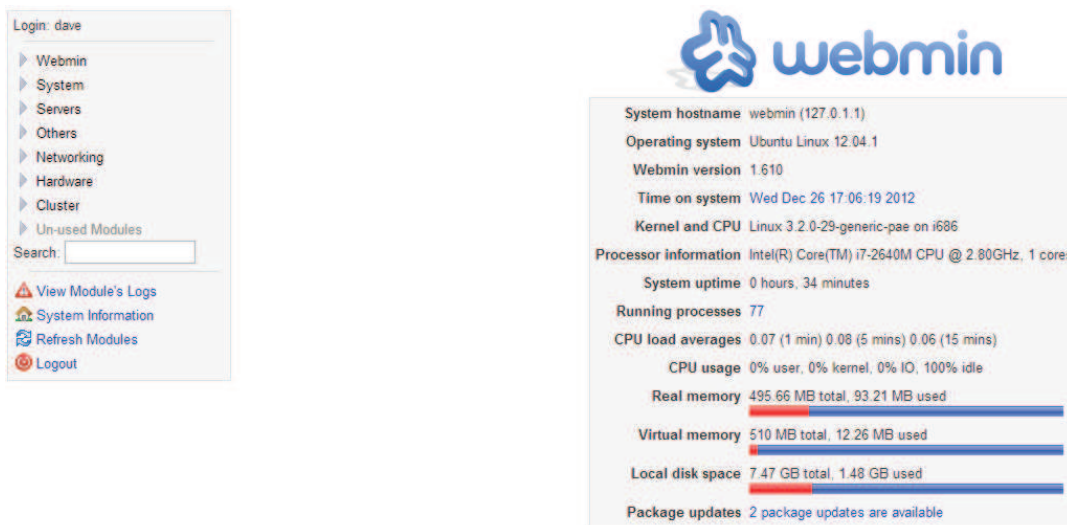 Login: dave
Webmin
System
Servers
Others
Networking
Hardware
Cluster
Un-used Modules
Search:
View Module's Logs
System Information
Refresh Modules
Logout
webmin
System hostname webmin (127.0.1.1)
Operating system Ubuntu Linux 12.04.1
Webmin version 1.610
Time on system Wed Dec 26 17:06:19 2012
Kernel and CPU Linux 3.2.0-29-generic-pae on i686
Processor information Intel(R) Core(TM) i7-2640M CPU @ 2.80GHz, 1 cores
System uptime 0 hours, 34 minutes
Running processes 77
CPU load averages 0.07 (1 min) 0.08 (5 mins) 0.06 (15 mins)
CPU usage 0% user, 0% kernel, 0% IO, 100% idle
Real memory 495.66 MB total, 93.21 MB used
Virtual memory 510 MB total, 12.26 MB used
Local disk space 7.47 GB total, 1.48 GB used
Package updates 2 package updates are available